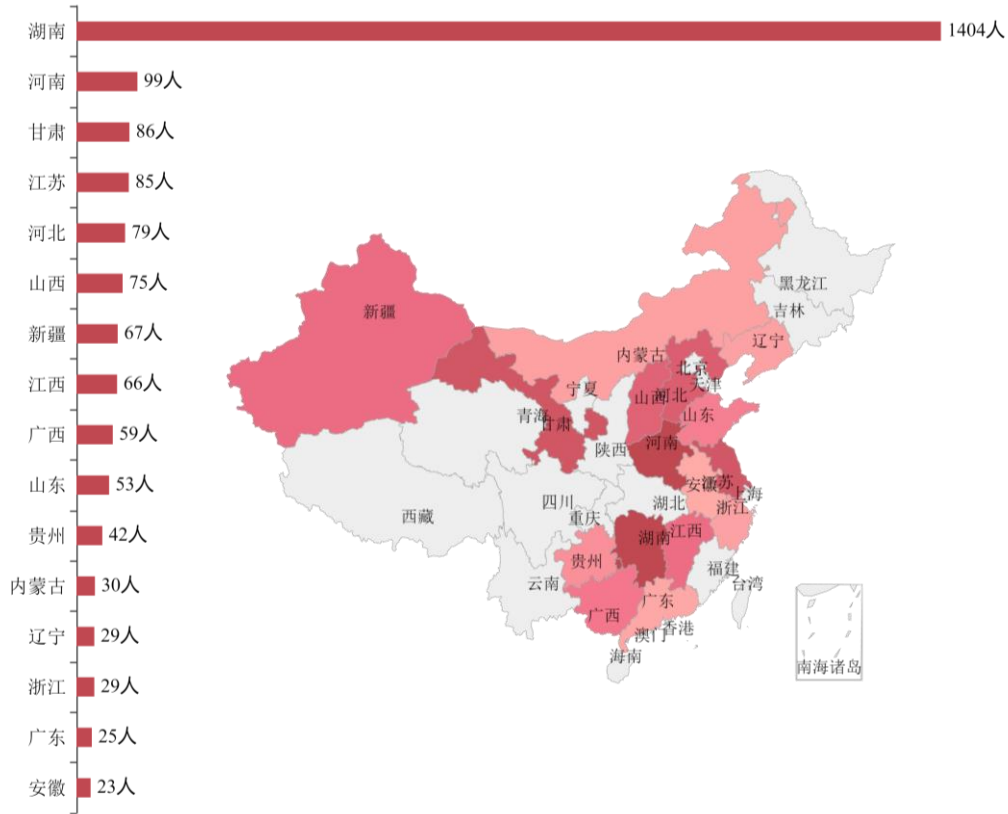 湖南 1404人
河南 99人
甘肃 86人
江苏 85人
河北 79人
山西 75人
新疆 67人
江西 66人
广西 59人
山东 53人
贵州 42人
内蒙古 30人
辽宁 29人
浙江 29人
广东 25人
安徽 23人
黑龙江
吉林
新疆
辽宁
内蒙古
北京
天津
宁夏
山西
河北
青海
甘肃
山东
河南
陕西
安徽
江苏
上海
四川
湖北
浙江
西藏
重庆
江西
湖南
贵州
福建
云南
台湾
广东
广西
香港
澳门
海南
南海诸岛